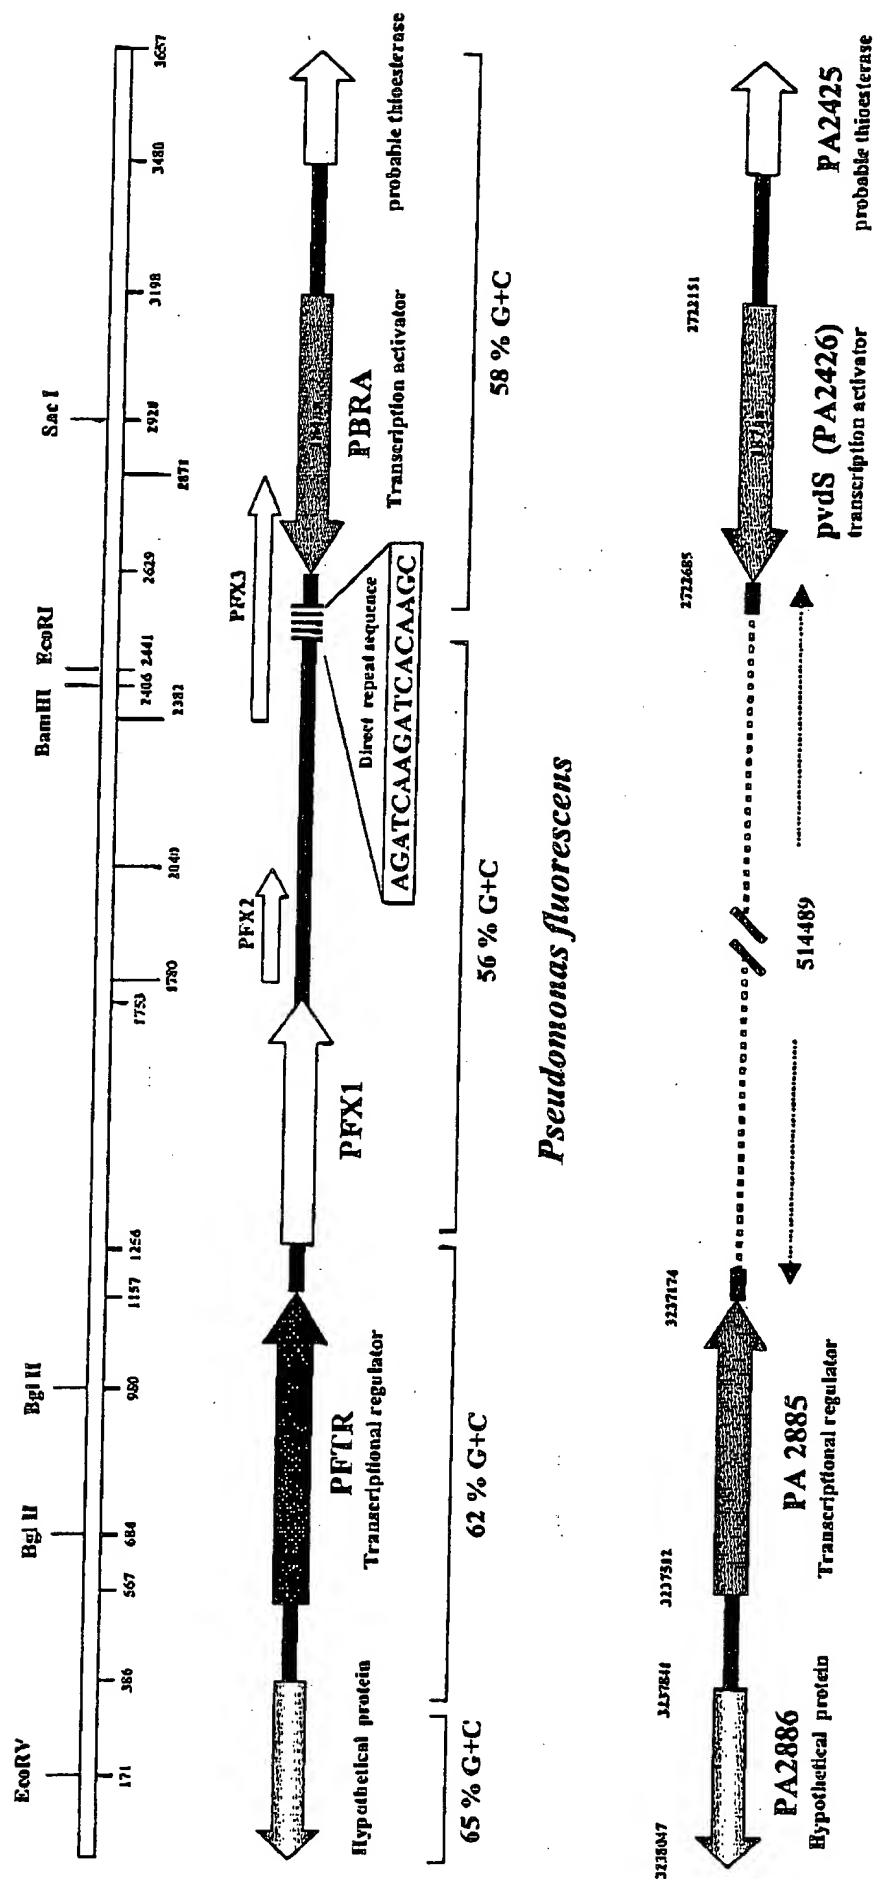 EcoRV
Bgl II
Bgl II
BamHI
EcoRI
Sac I
171
386
567
684
980
1157
1256
1753
1780
2040
2382
2406
2441
2629
2871
2928
3198
3480
3657
PFX2
PFX3
Hypothetical protein
PFTR
Transcriptional regulator
PFX1
Direct repeat sequence
AGATCAAGATCACAAGC
PBRA
Transcription activator
probable thioesterase
65 % G+C
62 % G+C
56 % G+C
58 % G+C
Pseudomonas fluorescens
3238047
3237841
3237582
3237174
2722685
2722151
514489
PA2886
Hypothetical protein
PA 2885
Transcriptional regulator
pvdS (PA2426)
transcription activator
PA2425
probable thioesterase